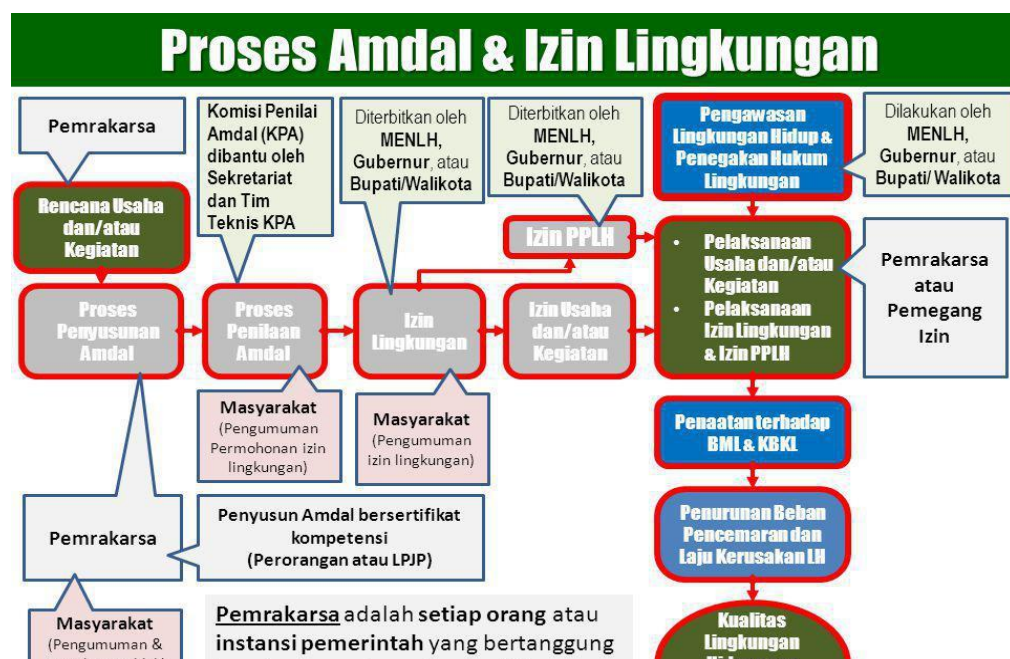 Proses Amdal & Izin Lingkungan
Pemrakarsa
Komisi Penilai
Amdal (KPA)
dibantu oleh
Sekretariat
dan Tim
Teknis KPA
Diterbitkan oleh
MENLH,
Gubernur, atau
Bupati/Walikota
Diterbitkan oleh
MENLH,
Gubernur, atau
Bupati/Walikota
Pengawasan
Lingkungan Hidup &
Penegakan Hukum
Lingkungan
Dilakukan oleh
MENLH,
Gubernur, atau
Bupati/ Walikota
Rencana Usaha
dan/atau
Kegiatan
Izin PPLH
• Pelaksanaan
Usaha dan/atau
Kegiatan
• Pelaksanaan
Izin Lingkungan
& Izin PPLH
Pemrakarsa
atau
Pemegang
Izin
Proses
Penyusunan
Amdal
Proses
Penilaan
Amdal
Izin
Lingkungan
Izin Usaha
dan/atau
Kegiatan
Masyarakat
(Pengumuman
Permohonan izin
lingkungan)
Masyarakat
(Pengumuman
izin lingkungan)
Penaatan terhadap
BML & KBKL
Pemrakarsa
Penyusun Amdal bersertifikat
kompetensi
(Perorangan atau LPJP)
Penurunan Beban
Pencemaran dan
Laju Kerusakan LH
Masyarakat
(Pengumuman &
Pemrakarsa adalah setiap orang atau
instansi pemerintah yang bertanggung
Kualitas
Lingkungan